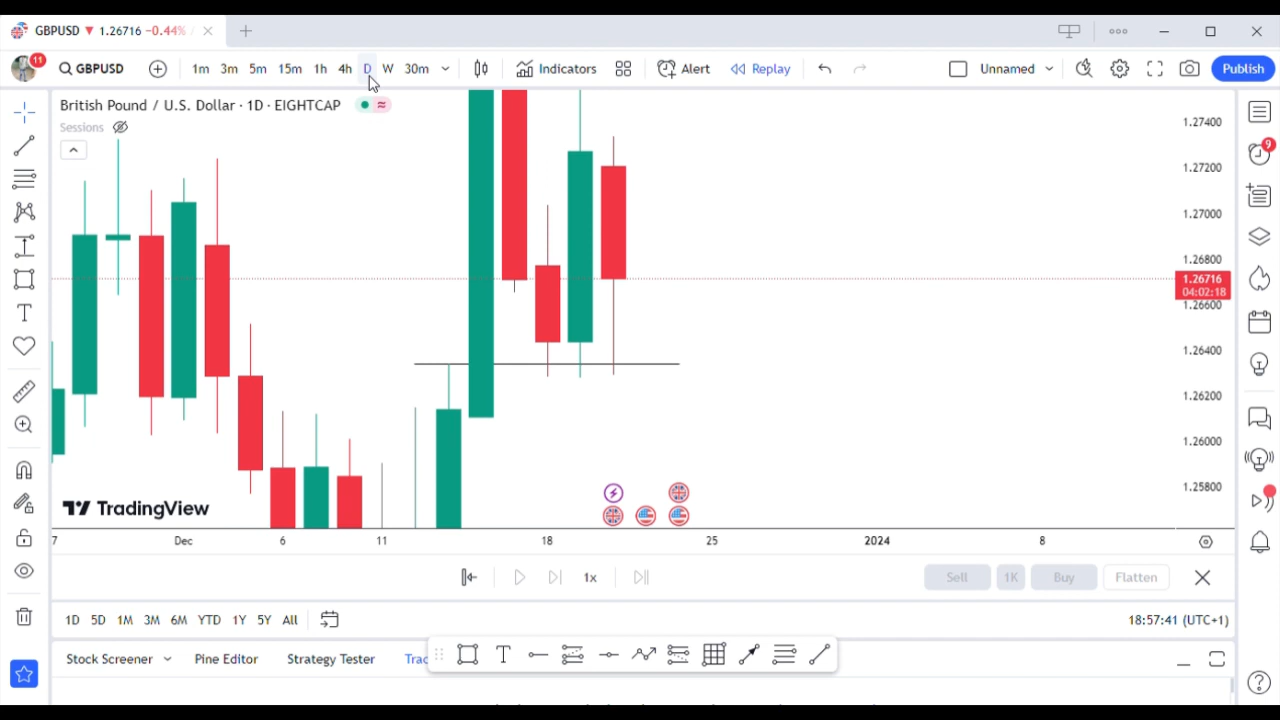 GBPUSD ▼ 1.26716 −0.44% /
11 GBPUSD 1m 3m 5m 15m 1h 4h D W 30m Indicators Alert Replay Unnamed Publish
British Pound / U.S. Dollar · 1D · EIGHTCAP
Sessions
1.27400
1.27200
1.27000
1.26800
1.26716
04:02:18
1.26600
1.26400
1.26200
1.26000
1.25800
9
TradingView
7 Dec 6 11 18 25 2024 8
1x Sell 1K Buy Flatten
1D 5D 1M 3M 6M YTD 1Y 5Y All 18:57:41 (UTC+1)
Stock Screener Pine Editor Strategy Tester Trac